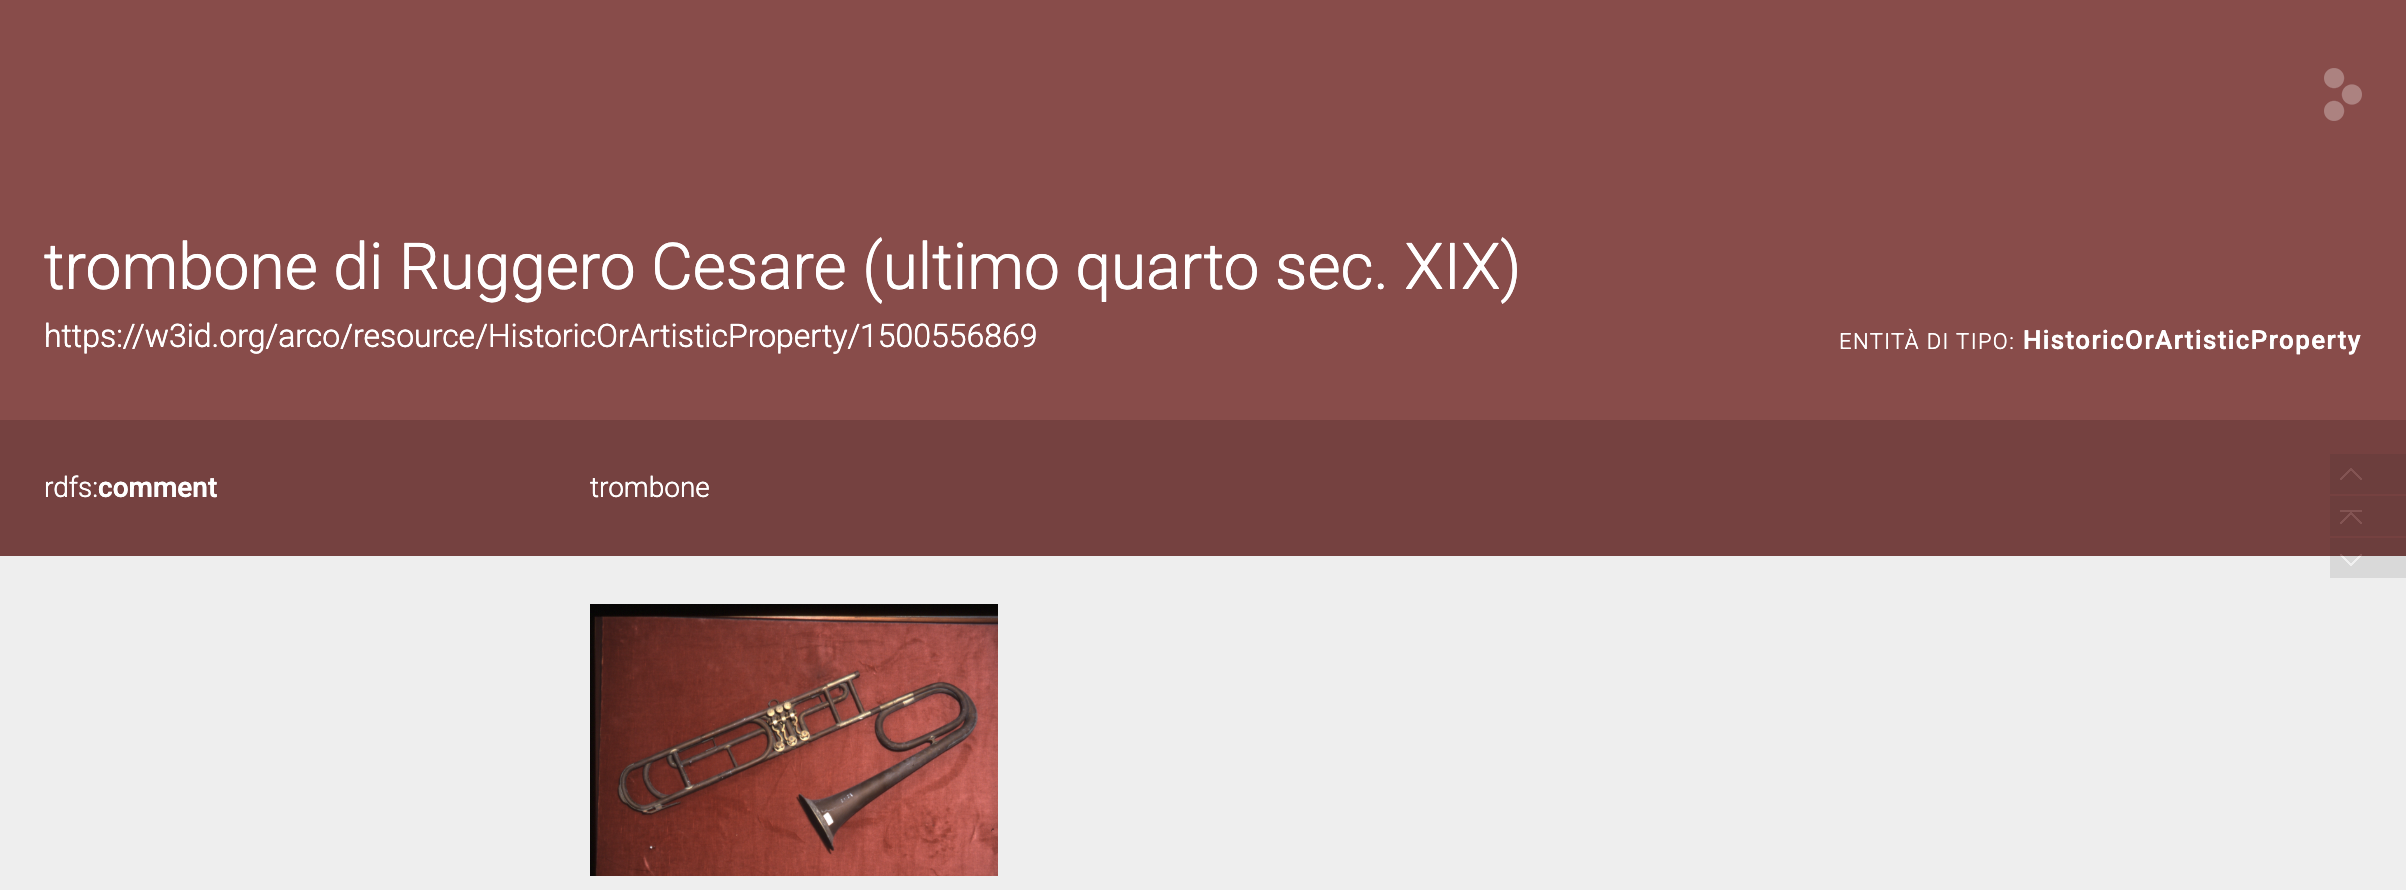 trombone di Ruggero Cesare (ultimo quarto sec. XIX)
https://w3id.org/arco/resource/HistoricOrArtisticProperty/1500556869
ENTITÀ DI TIPO: HistoricOrArtisticProperty
rdfs:comment
trombone